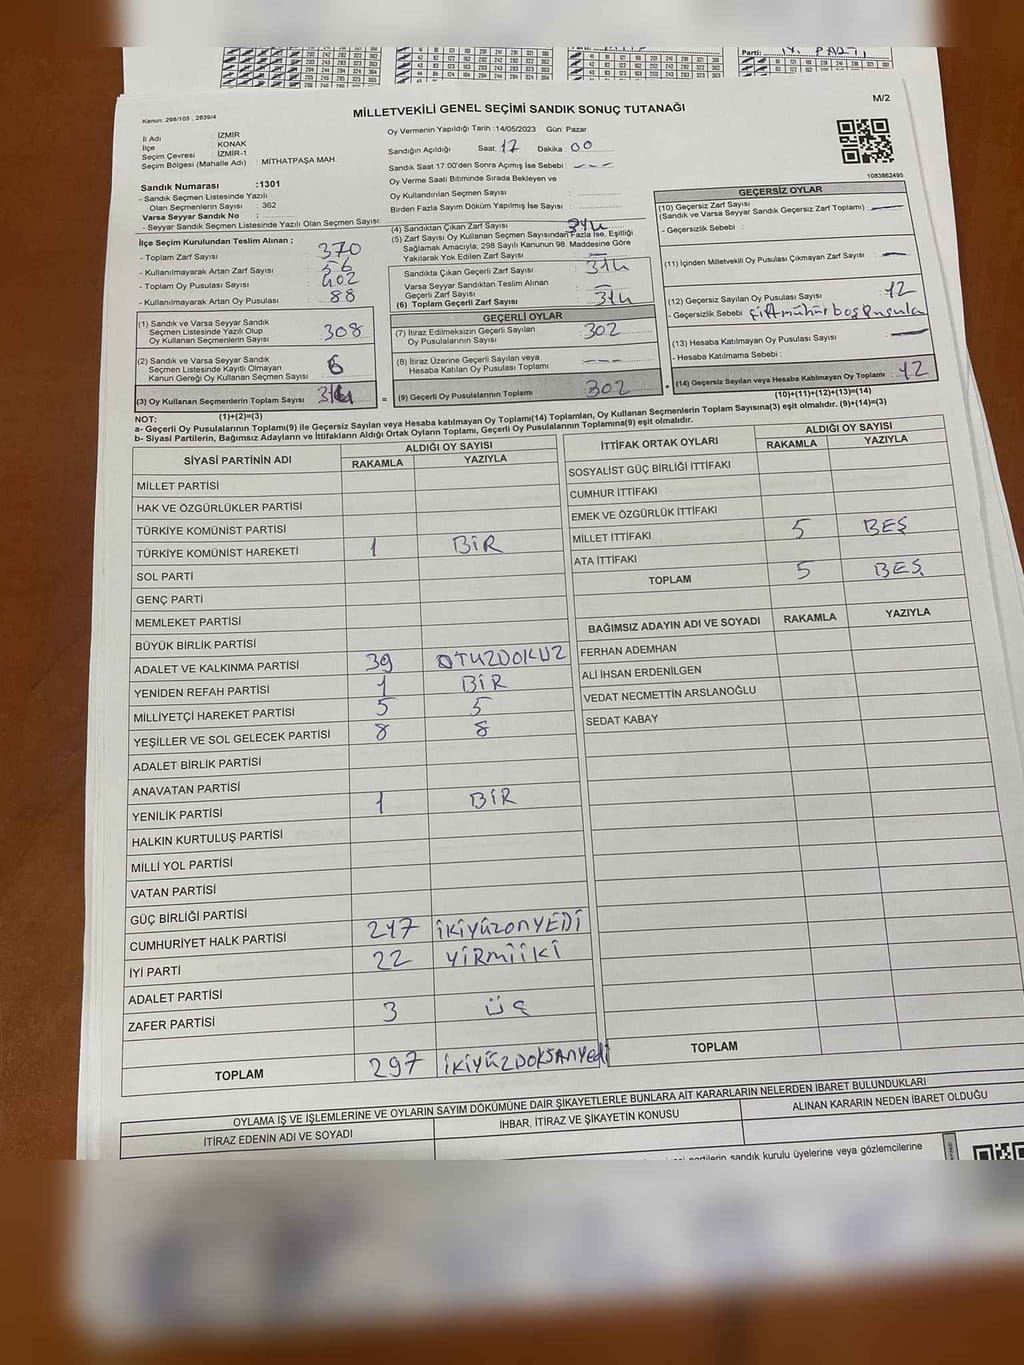 Parti: İYİ PARTİ
M/2
MİLLETVEKİLİ GENEL SEÇİMİ SANDIK SONUÇ TUTANAĞI
Kanun: 298/105 , 2839/4
İl Adı : İZMİR
İlçe : KONAK
Seçim Çevresi : İZMİR-1
Seçim Bölgesi (Mahalle Adı) : MİTHATPAŞA MAH.
Oy Vermenin Yapıldığı Tarih :14/05/2023 Gün: Pazar
Sandığın Açıldığı Saat: 17 Dakika 00
Sandık Saat 17:00'den Sonra Açımış İse Sebebi :
Oy Verme Saati Bitiminde Sırada Bekleyen ve
Oy Kullandırılan Seçmen Sayısı :
Birden Fazla Sayım Döküm Yapılmış İse Sayısı :
1083862495
Sandık Numarası :1301
- Sandık Seçmen Listesinde Yazılı
Olan Seçmenlerin Sayısı : 362
Varsa Seyyar Sandık No :
- Seyyar Sandık Seçmen Listesinde Yazılı Olan Seçmen Sayısı:
İlçe Seçim Kurulundan Teslim Alınan ;
- Toplam Zarf Sayısı : 370
- Kullanılmayarak Artan Zarf Sayısı : 56
- Toplam Oy Pusulası Sayısı : 402
- Kullanılmayarak Artan Oy Pusulası : 88
(1) Sandık ve Varsa Seyyar Sandık
Seçmen Listesinde Yazılı Olup
Oy Kullanan Seçmenlerin Sayısı : 308
(2) Sandık ve Varsa Seyyar Sandık
Seçmen Listesinde Kayıtlı Olmayan
Kanun Gereği Oy Kullanan Seçmen Sayısı : 6
(3) Oy Kullanan Seçmenlerin Toplam Sayısı : 314
(1)+(2)=(3)
(4) Sandıktan Çıkan Zarf Sayısı : 314
(5) Zarf Sayısı Oy Kullanan Seçmen Sayısından Fazla İse, Eşitliği
Sağlamak Amacıyla; 298 Sayılı Kanunun 98. Maddesine Göre
Yakılarak Yok Edilen Zarf Sayısı :
Sandıkta Çıkan Geçerli Zarf Sayısı : 314
Varsa Seyyar Sandıktan Teslim Alınan
Geçerli Zarf Sayısı :
(6) Toplam Geçerli Zarf Sayısı : 314
GEÇERLİ OYLAR
(7) İtiraz Edilmeksizin Geçerli Sayılan
Oy Pusulası Sayısı : 302
(8) İtiraz Üzerine Geçerli Sayılan veya
Hesaba Katılan Oy Pusulası Toplamı :
= (9) Geçerli Oy Pusulalarının Toplamı : 302 +
GEÇERSİZ OYLAR
(10) Geçersiz Zarf Sayısı :
(Sandık ve Varsa Seyyar Sandık Geçersiz Zarf Toplamı)
- Geçersizlik Sebebi :
(11) İçinden Milletvekili Oy Pusulası Çıkmayan Zarf Sayısı :
(12) Geçersiz Sayılan Oy Pusulası Sayısı : 12
- Geçersizlik Sebebi : çift mühür boş pusula
(13) Hesaba Katılmayan Oy Pusulası Sayısı :
- Hesaba Katılmama Sebebi :
(14) Geçersiz Sayılan veya Hesaba Katılmayan Oy Toplamı : 12
(10)+(11)+(12)+(13)=(14)
NOT:
a- Geçerli Oy Pusulalarının Toplamı(9) ile Geçersiz Sayılan veya Hesaba katılmayan Oy Toplamı(14) Toplamları, Oy Kullanan Seçmenlerin Toplam Sayısına(3) eşit olmalıdır. (9)+(14)=(3)
b- Siyasi Partilerin, Bağımsız Adayların ve İttifakların Aldığı Ortak Oyların Toplamı, Geçerli Oy Pusulalarının Toplamına(9) eşit olmalıdır.
SİYASİ PARTİNİN ADI
ALDIĞI OY SAYISI
RAKAMLA YAZIYLA
MİLLET PARTİSİ
HAK VE ÖZGÜRLÜKLER PARTİSİ
TÜRKİYE KOMÜNİST PARTİSİ
TÜRKİYE KOMÜNİST HAREKETİ 1 BİR
SOL PARTİ
GENÇ PARTİ
MEMLEKET PARTİSİ
BÜYÜK BİRLİK PARTİSİ
ADALET VE KALKINMA PARTİSİ 39 OTUZDOKUZ
YENİDEN REFAH PARTİSİ 1 BİR
MİLLİYETÇİ HAREKET PARTİSİ 5 5
YEŞİLLER VE SOL GELECEK PARTİSİ 8 8
ADALET BİRLİK PARTİSİ
ANAVATAN PARTİSİ
YENİLİK PARTİSİ 1 BİR
HALKIN KURTULUŞ PARTİSİ
MİLLİ YOL PARTİSİ
VATAN PARTİSİ
GÜÇ BİRLİĞİ PARTİSİ
CUMHURİYET HALK PARTİSİ 217 İKİYÜZONYEDİ
İYİ PARTİ 22 YİRMİİKİ
ADALET PARTİSİ
ZAFER PARTİSİ 3 ÜÇ
TOPLAM 297 İKİYÜZDOKSANYEDİ
İTTİFAK ORTAK OYLARI
ALDIĞI OY SAYISI
RAKAMLA YAZIYLA
SOSYALİST GÜÇ BİRLİĞİ İTTİFAKI
CUMHUR İTTİFAKI
EMEK VE ÖZGÜRLÜK İTTİFAKI
MİLLET İTTİFAKI 5 BEŞ
ATA İTTİFAKI
TOPLAM 5 BEŞ
BAĞIMSIZ ADAYIN ADI VE SOYADI RAKAMLA YAZIYLA
FERHAN ADEMHAN
ALİ İHSAN ERDENİLGEN
VEDAT NECMETTİN ARSLANOĞLU
SEDAT KABAY
TOPLAM
OYLAMA İŞ VE İŞLEMLERİNE VE OYLARIN SAYIM DÖKÜMÜNE DAİR ŞİKAYETLERLE BUNLARA AİT KARARLARIN NELERDEN İBARET BULUNDUKLARI
İTİRAZ EDENİN ADI VE SOYADI
İHBAR, İTİRAZ VE ŞİKAYETİN KONUSU
ALINAN KARARIN NEDEN İBARET OLDUĞU
partilerin sandık kurulu üyelerine veya gözlemcilerine